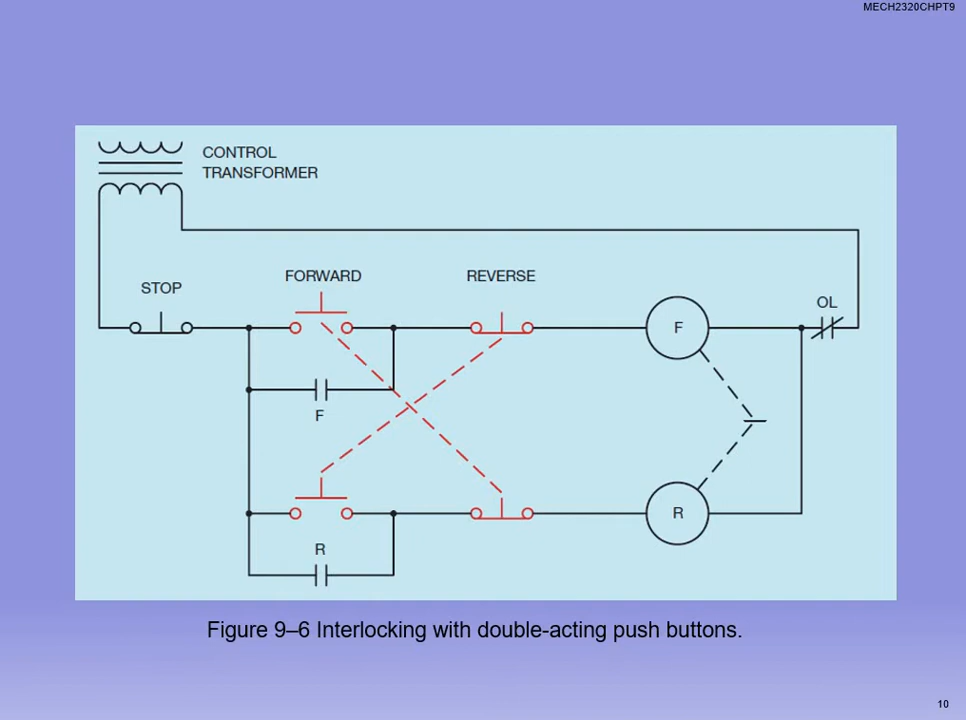 MECH2320CHPT9
CONTROL
TRANSFORMER
FORWARD
REVERSE
STOP
OL
F
F
R
R
Figure 9–6 Interlocking with double-acting push buttons.
10